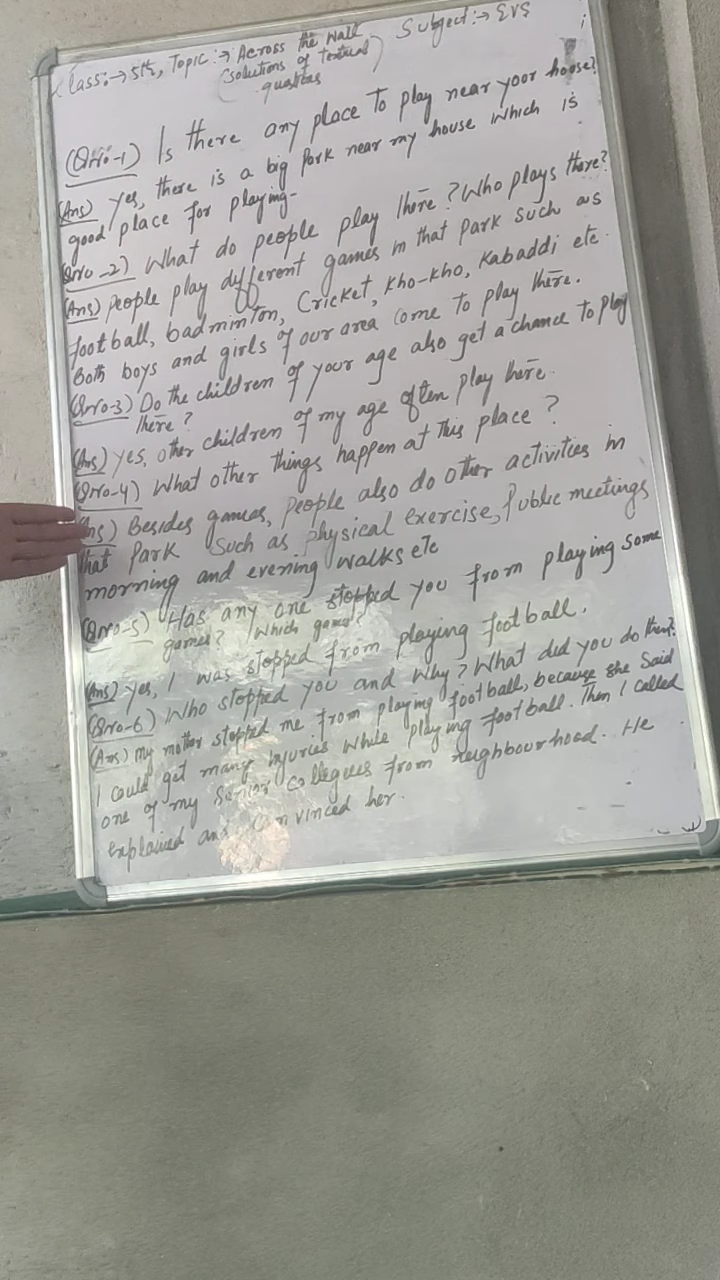 Class:→5th, Topic:→ Across the Wall Subject:→ EVS
(Solutions of Textual
questions)
(QNo-1) Is there any place to play near your house?
(Ans) Yes, there is a big Park near my house which is
good place for playing-
(QNo-2) What do people play there? Who plays there?
(Ans) People play different games in that Park such as
football, badminton, Cricket, Kho-kho, Kabaddi etc.
Both boys and girls of our area come to play there.
(QNo-3) Do the children of your age also get a chance to play
there?
(Ans) Yes, other children of my age often play here.
(QNo-4) What other things happen at this place?
(Ans) Besides games, People also do other activities in
that Park such as physical exercise, Public meetings
morning and evening walks etc
(QNo-5) Has any one stopped you from playing some
games? Which game?
(Ans) Yes, I was stopped from playing football.
(QNo-6) Who stopped you and Why? What did you do then?
(Ans) My mother stopped me from playing football, because she Said
I could get many injuries while playing football. Then I called
one of my Senior collegues from neighbourhood. He
explained and convinced her.